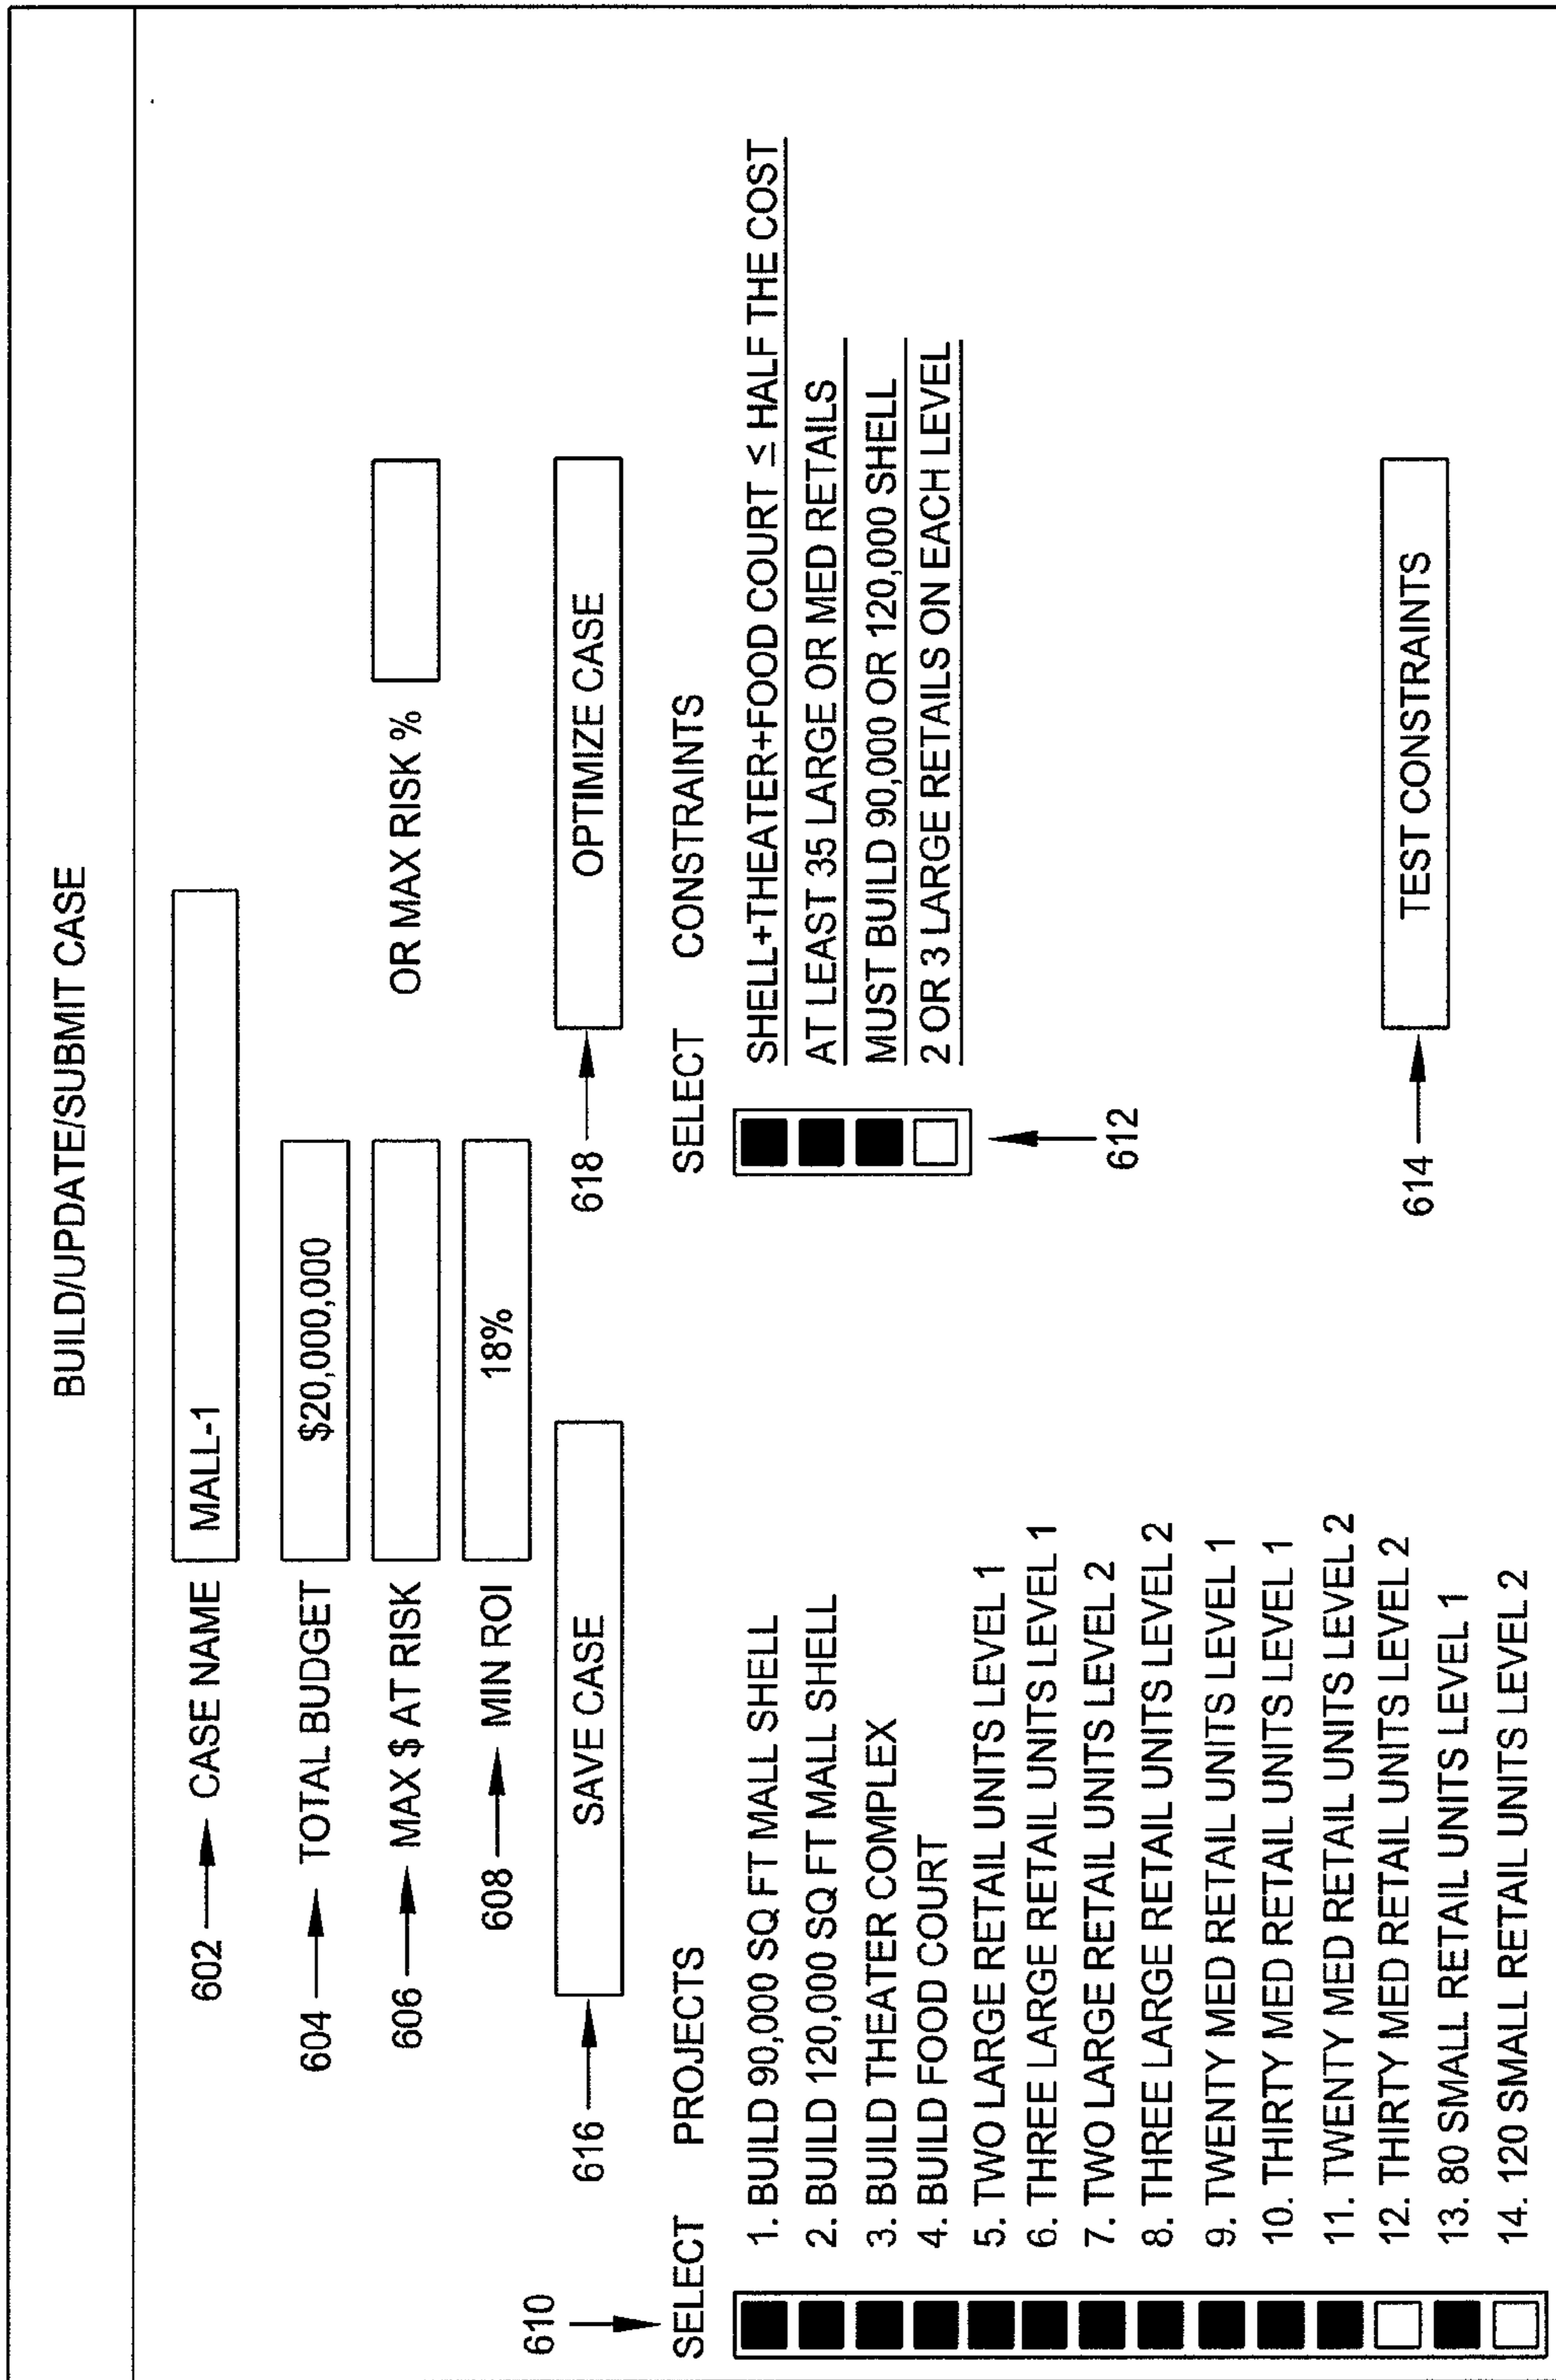 BUILD/UPDATE/SUBMIT CASE
602 CASE NAME MALL-1
604 TOTAL BUDGET $20,000,000
606 MAX $ AT RISK OR MAX RISK %
608 MIN ROI 18%
616 SAVE CASE 618 OPTIMIZE CASE
610
SELECT PROJECTS
1. BUILD 90,000 SQ FT MALL SHELL
2. BUILD 120,000 SQ FT MALL SHELL
3. BUILD THEATER COMPLEX
4. BUILD FOOD COURT
5. TWO LARGE RETAIL UNITS LEVEL 1
6. THREE LARGE RETAIL UNITS LEVEL 1
7. TWO LARGE RETAIL UNITS LEVEL 2
8. THREE LARGE RETAIL UNITS LEVEL 2
9. TWENTY MED RETAIL UNITS LEVEL 1
10. THIRTY MED RETAIL UNITS LEVEL 1
11. TWENTY MED RETAIL UNITS LEVEL 2
12. THIRTY MED RETAIL UNITS LEVEL 2
13. 80 SMALL RETAIL UNITS LEVEL 1
14. 120 SMALL RETAIL UNITS LEVEL 2
SELECT CONSTRAINTS
SHELL+THEATER+FOOD COURT ≤ HALF THE COST
AT LEAST 35 LARGE OR MED RETAILS
MUST BUILD 90,000 OR 120,000 SHELL
2 OR 3 LARGE RETAILS ON EACH LEVEL
612
614 TEST CONSTRAINTS